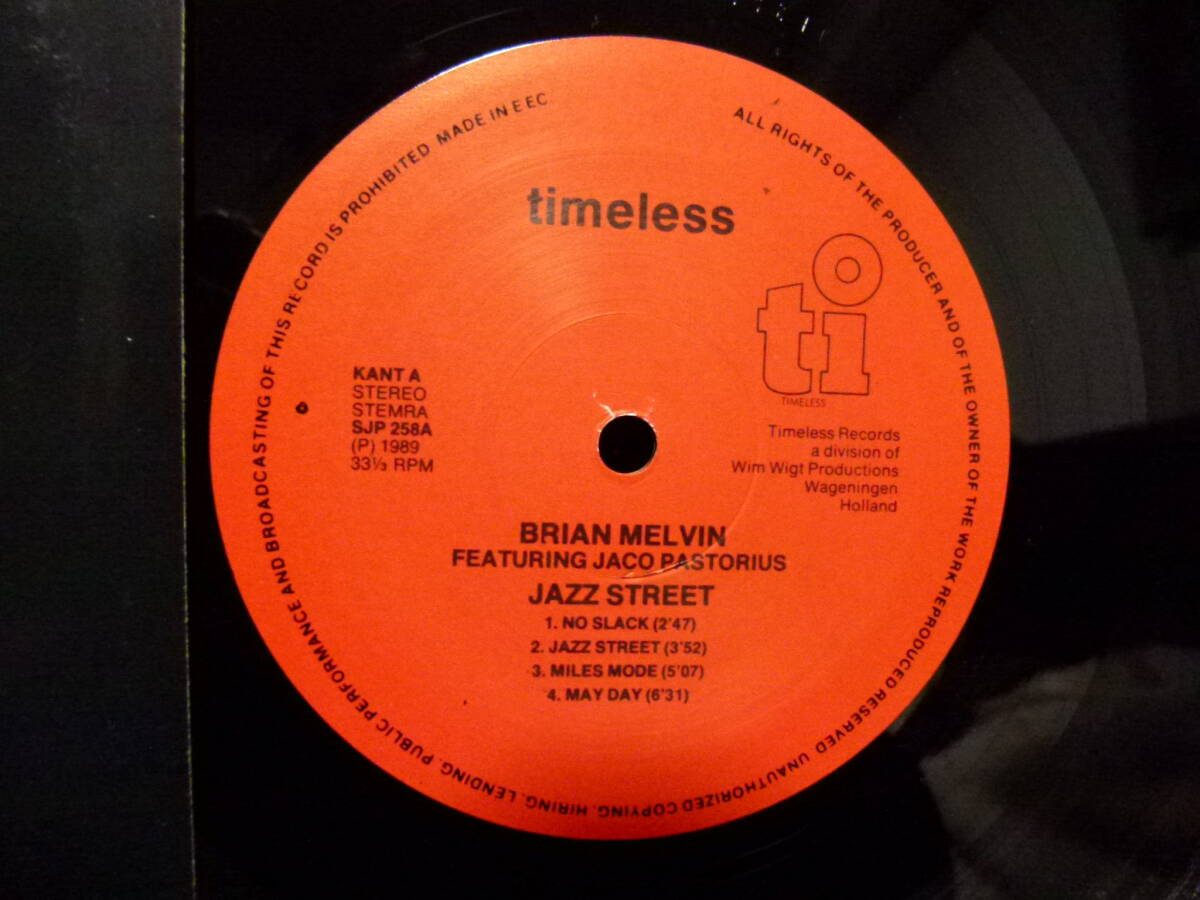 timeless
ti
TIMELESS
KANT A
STEREO
STEMRA
SJP 258A
(P) 1989
33⅓ RPM
Timeless Records
a division of
Wim Wigt Productions
Wageningen
Holland
BRIAN MELVIN
FEATURING JACO PASTORIUS
JAZZ STREET
1. NO SLACK (2'47)
2. JAZZ STREET (3'52)
3. MILES MODE (5'07)
4. MAY DAY (6'31)
ALL RIGHTS OF THE PRODUCER AND OF THE OWNER OF THE WORK REPRODUCED RESERVED UNAUTHORIZED COPYING, HIRING, LENDING, PUBLIC PERFORMANCE AND BROADCASTING OF THIS RECORD IS PROHIBITED MADE IN EEC